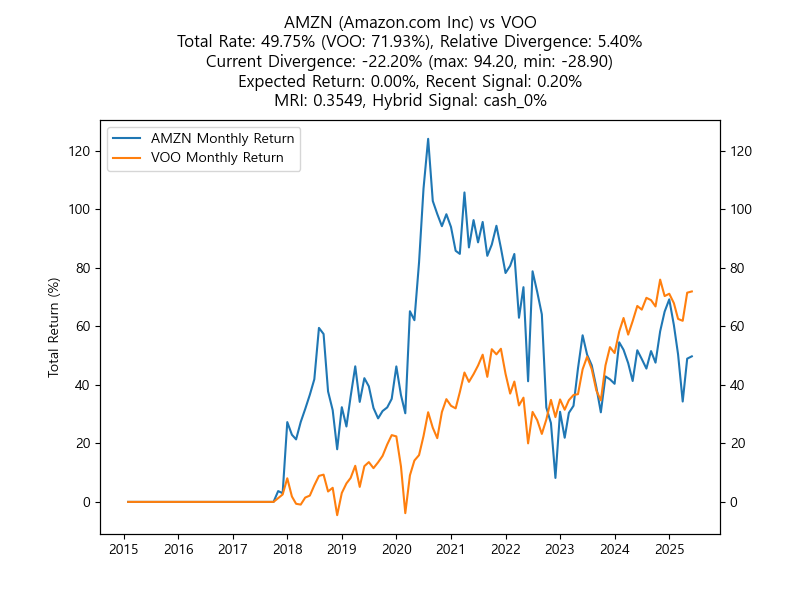 AMZN (Amazon.com Inc) vs VOO
Total Rate: 49.75% (VOO: 71.93%), Relative Divergence: 5.40%
Current Divergence: -22.20% (max: 94.20, min: -28.90)
Expected Return: 0.00%, Recent Signal: 0.20%
MRI: 0.3549, Hybrid Signal: cash_0%
AMZN Monthly Return
VOO Monthly Return
Total Return (%)
120
100
80
60
40
20
0
120
100
80
60
40
20
0
2015 2016 2017 2018 2019 2020 2021 2022 2023 2024 2025